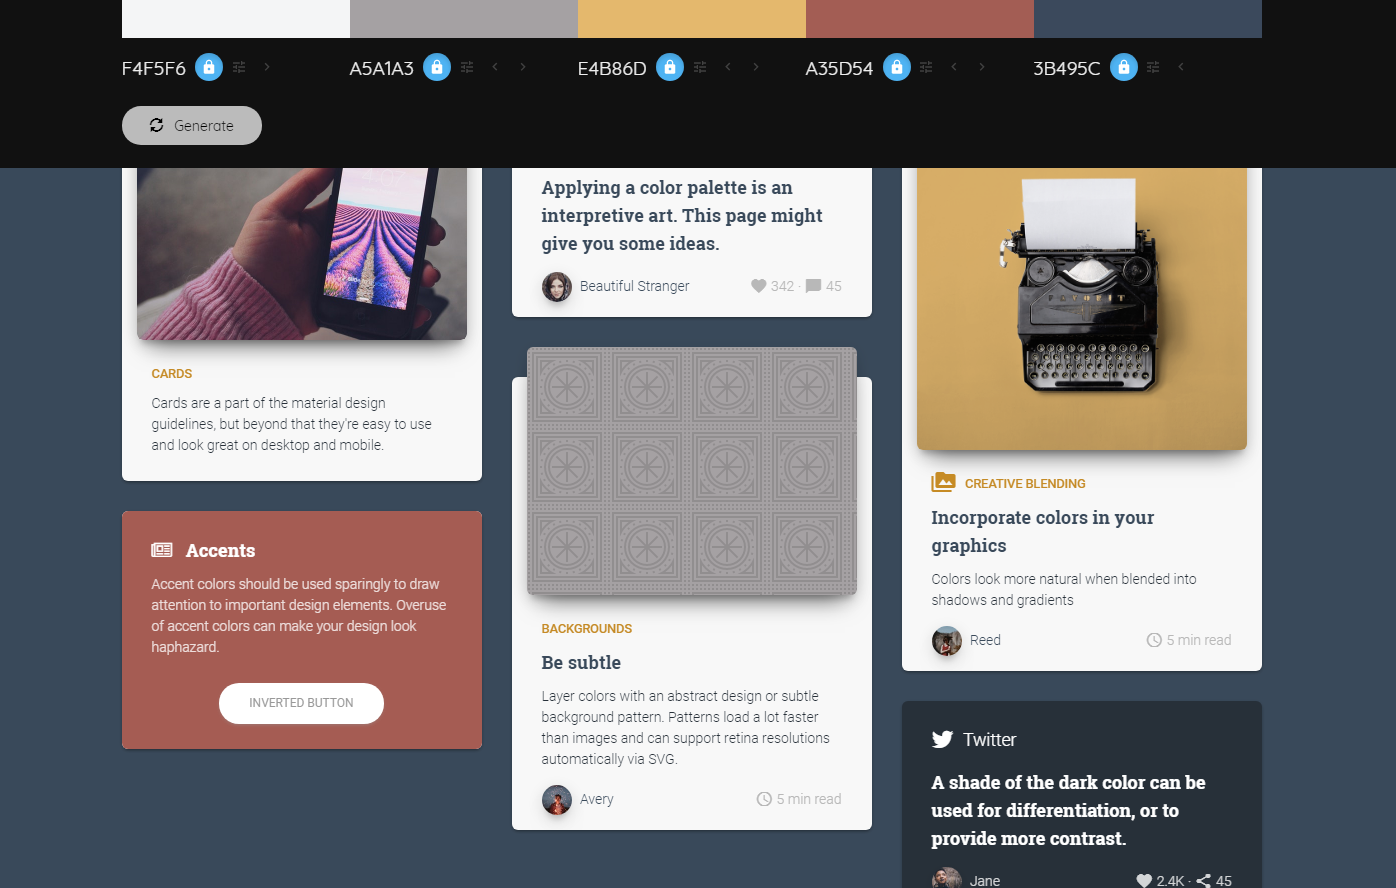 F4F5F6
A5A1A3
E4B86D
A35D54
3B495C
Generate
CARDS
Cards are a part of the material design
guidelines, but beyond that they're easy to use
and look great on desktop and mobile.
Accents
Accent colors should be used sparingly to draw
attention to important design elements. Overuse
of accent colors can make your design look
haphazard.
INVERTED BUTTON
Applying a color palette is an
interpretive art. This page might
give you some ideas.
Beautiful Stranger
342 · 45
BACKGROUNDS
Be subtle
Layer colors with an abstract design or subtle
background pattern. Patterns load a lot faster
than images and can support retina resolutions
automatically via SVG.
Avery
5 min read
FAVORIT
CREATIVE BLENDING
Incorporate colors in your
graphics
Colors look more natural when blended into
shadows and gradients
Reed
5 min read
Twitter
A shade of the dark color can be
used for differentiation, or to
provide more contrast.
Jane
2.4K · 45